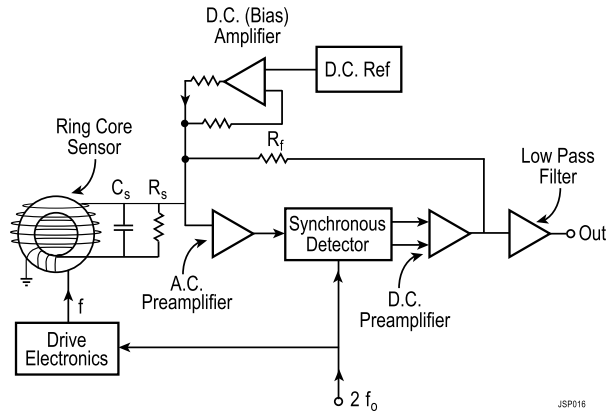 D.C. (Bias)
Amplifier
D.C. Ref
Ring Core
Sensor
Cs
Rs
Rf
Low Pass
Filter
Synchronous
Detector
Out
A.C.
Preamplifier
D.C.
Preamplifier
f
Drive
Electronics
2 fo
JSP016